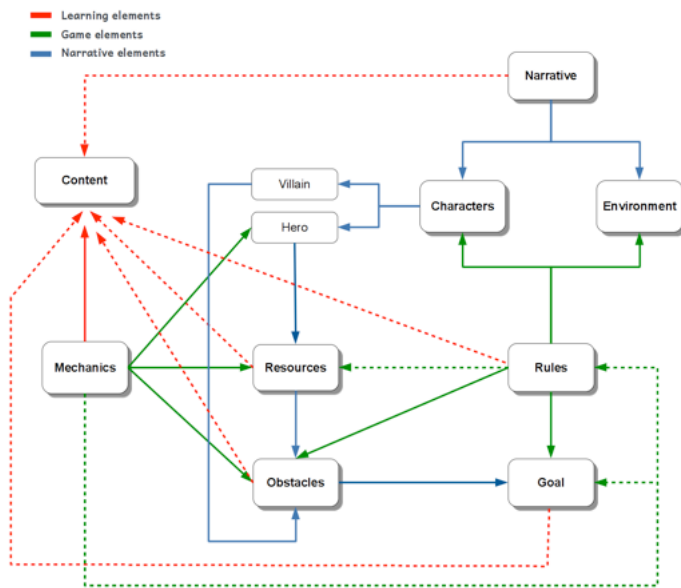 Learning elements
Game elements
Narrative elements
Narrative
Content
Villain
Characters
Environment
Hero
Mechanics
Resources
Rules
Obstacles
Goal